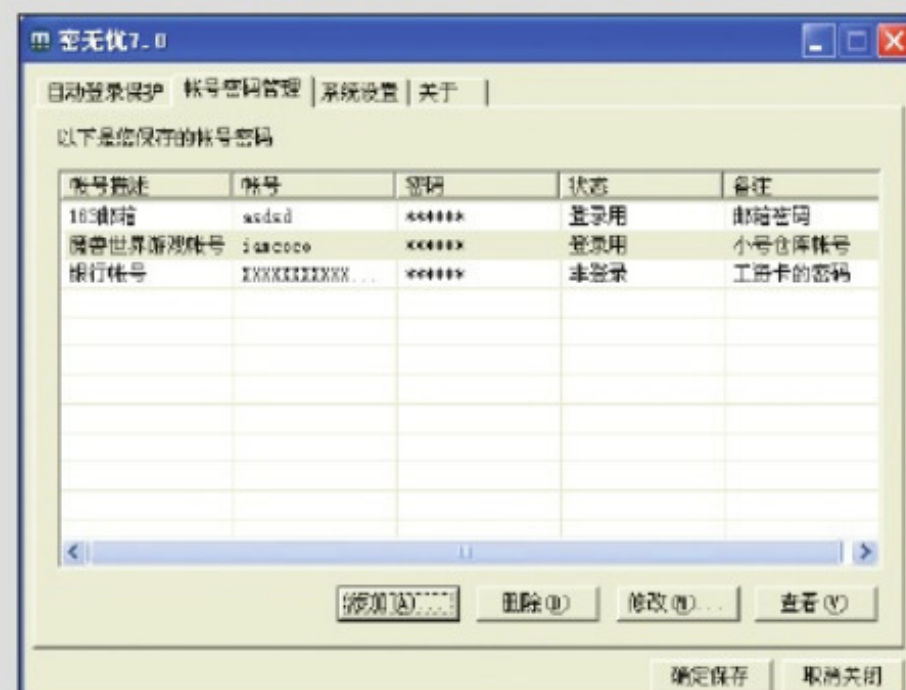 密无忧7.0
自动登录保护 帐号密码管理 系统设置 关于
以下是您保存的帐号密码
帐号描述 帐号 密码 状态 备注
163邮箱 asdsd ****** 登录用 邮箱密码
魔兽世界游戏帐号 iamcoco ****** 登录用 小号仓库帐号
银行帐号 XXXXXXXXXXX... ****** 非登录 工资卡的密码
添加(A)... 删除(D) 修改(M)... 查看(V)
确定保存 取消关闭